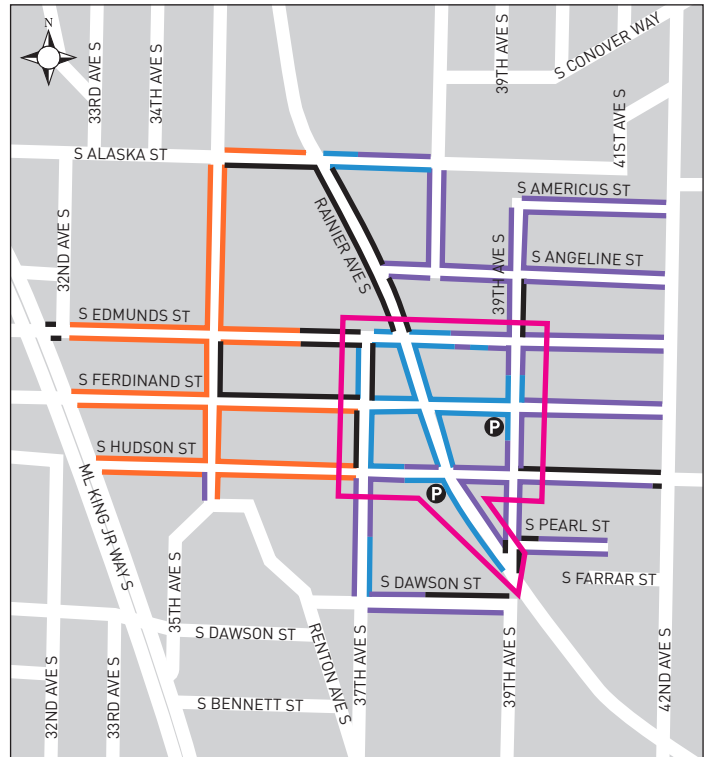 N
33RD AVE S
34TH AVE S
39TH AVE S
S CONOVER WAY
41ST AVE S
S ALASKA ST
S AMERICUS ST
32ND AVE S
RAINIER AVE S
39TH AVE S
S ANGELINE ST
S EDMUNDS ST
S FERDINAND ST
P
S HUDSON ST
P
ML KING JR WAY S
S PEARL ST
S DAWSON ST
S FARRAR ST
35TH AVE S
S DAWSON ST
RENTON AVE S
37TH AVE S
39TH AVE S
42ND AVE S
32ND AVE S
33RD AVE S
S BENNETT ST